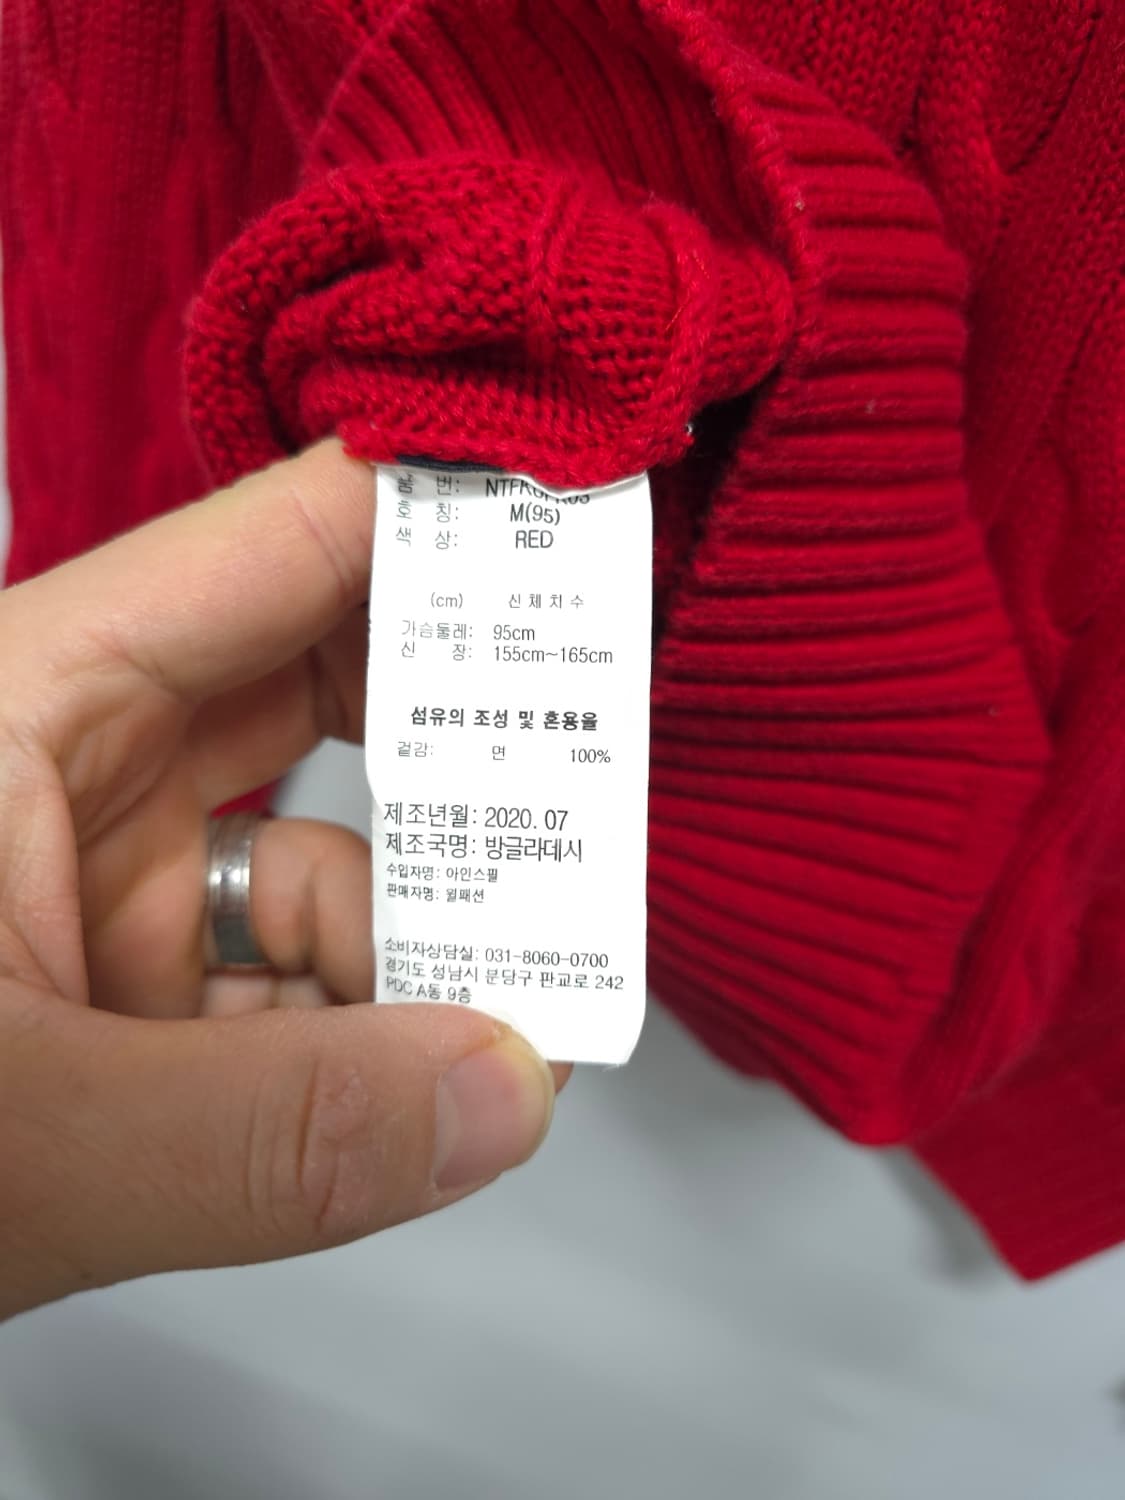 품 번:
호 칭: M(95)
색 상: RED
(cm) 신체치수
가슴둘레: 95cm
신 장: 155cm~165cm
섬유의 조성 및 혼용율
겉감: 면 100%
제조년월: 2020. 07
제조국명: 방글라데시
수입자명: 아인스필
판매자명: 윌패션
소비자상담실: 031-8060-0700
경기도 성남시 분당구 판교로 242
PDC A동 9층